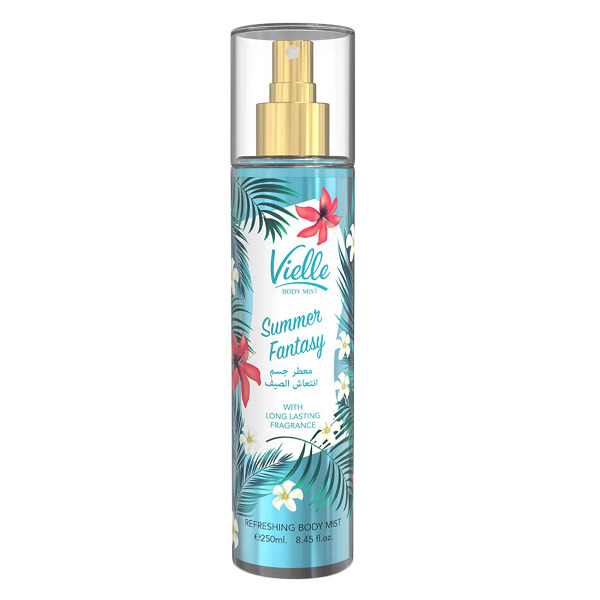 Vielle
BODY MIST
Summer
Fantasy
معطر جسم
انتعاش الصيف
WITH
LONG LASTING
FRAGRANCE
REFRESHING BODY MIST
℮250ml. 8.45 fl.oz.